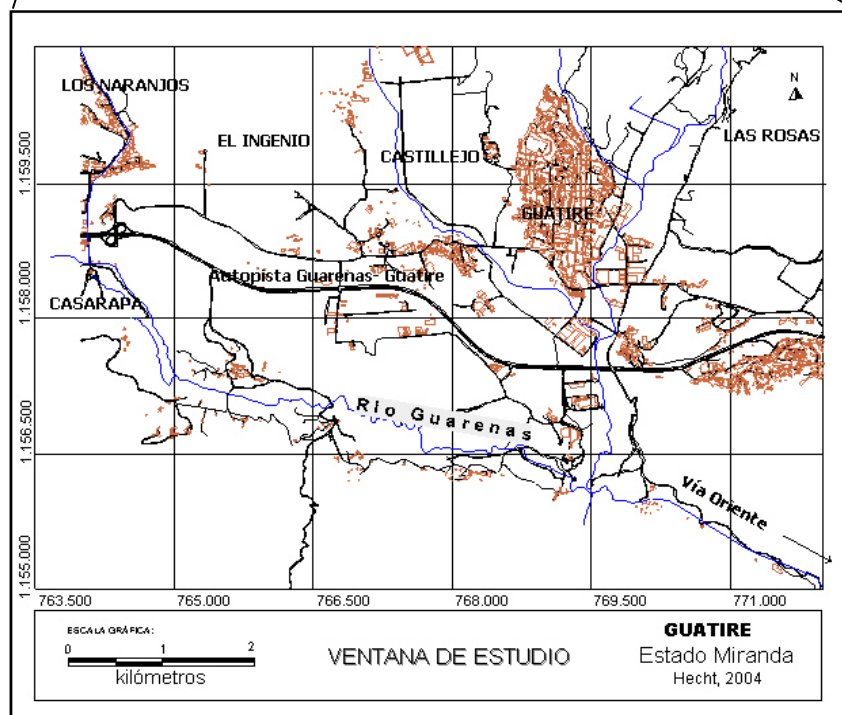 LOS NARANJOS
N
LAS ROSAS
EL INGENIO
CASTILLEJO
GUATIRE
Autopista Guarenas- Guatire
CASARAPA
Río Guarenas
Vía Oriente
1.159.500
1.158.000
1.156.500
1.155.000
763.500 765.000 766.500 768.000 769.500 771.000
ESCALA GRÁFICA:
0 1 2
kilómetros
VENTANA DE ESTUDIO
GUATIRE
Estado Miranda
Hecht, 2004